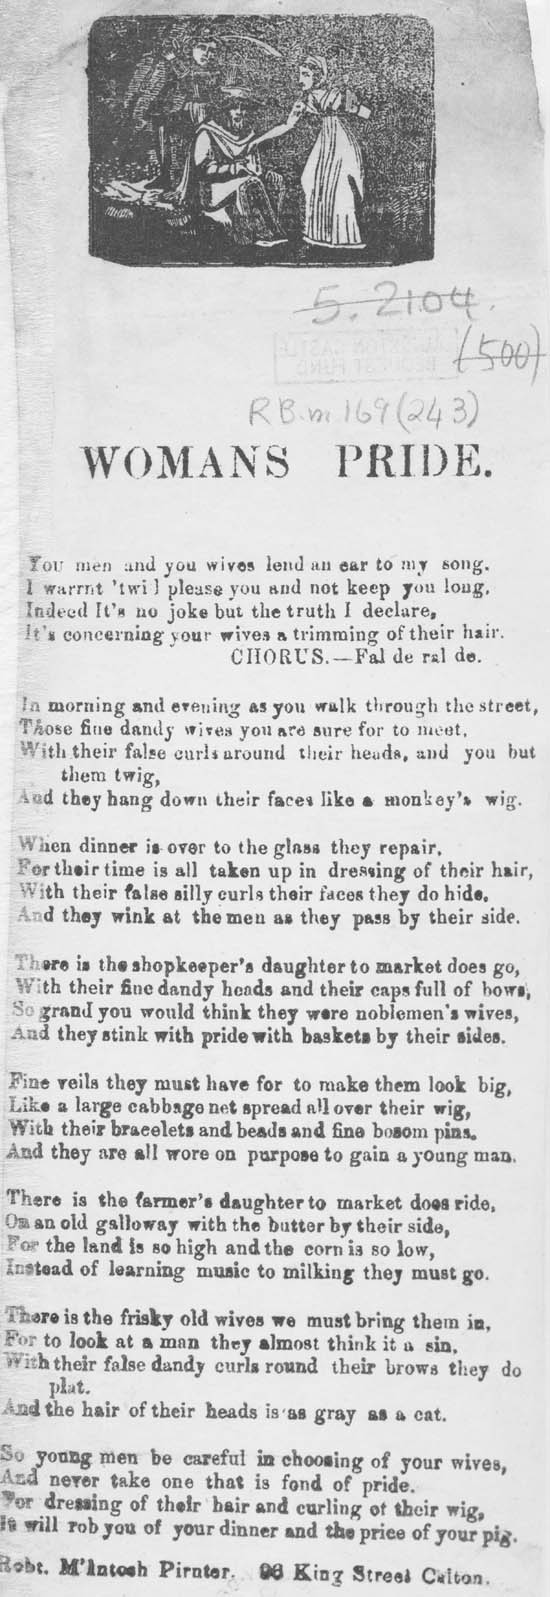 5. 2104.
(500)
RB.m 169(243)
WOMANS PRIDE.
You men and you wives lend an ear to my song.
I warrnt 'twi l please you and not keep you long,
Indeed It's no joke but the truth I declare,
It's concerning your wives a trimming of their hair.
CHORUS.—Fal de ral de.
In morning and evening as you walk through the street,
Those fine dandy wives you are sure for to meet,
With their false curls around their heads, and you but
them twig,
And they hang down their faces like a monkey's wig.
When dinner is over to the glass they repair,
For their time is all taken up in dressing of their hair,
With their false silly curls their faces they do hide,
And they wink at the men as they pass by their side.
There is the shopkeeper's daughter to market does go,
With their fine dandy heads and their caps full of bows,
So grand you would think they were noblemen's wives,
And they stink with pride with baskets by their sides.
Fine veils they must have for to make them look big,
Like a large cabbage net spread all over their wig,
With their bracelets and beads and fine bosom pins.
And they are all wore on purpose to gain a young man.
There is the farmer's daughter to market does ride,
On an old galloway with the butter by their side,
For the land is so high and the corn is so low,
Instead of learning music to milking they must go.
There is the frisky old wives we must bring them in,
For to look at a man they almost think it a sin,
With their false dandy curls round their brows they do
plat.
And the hair of their heads is as gray as a cat.
So young men be careful in choosing of your wives,
And never take one that is fond of pride.
For dressing of their hair and curling of their wig,
It will rob you of your dinner and the price of your pig.
Robt. M'Intosh Pirnter. 96 King Street Calton.